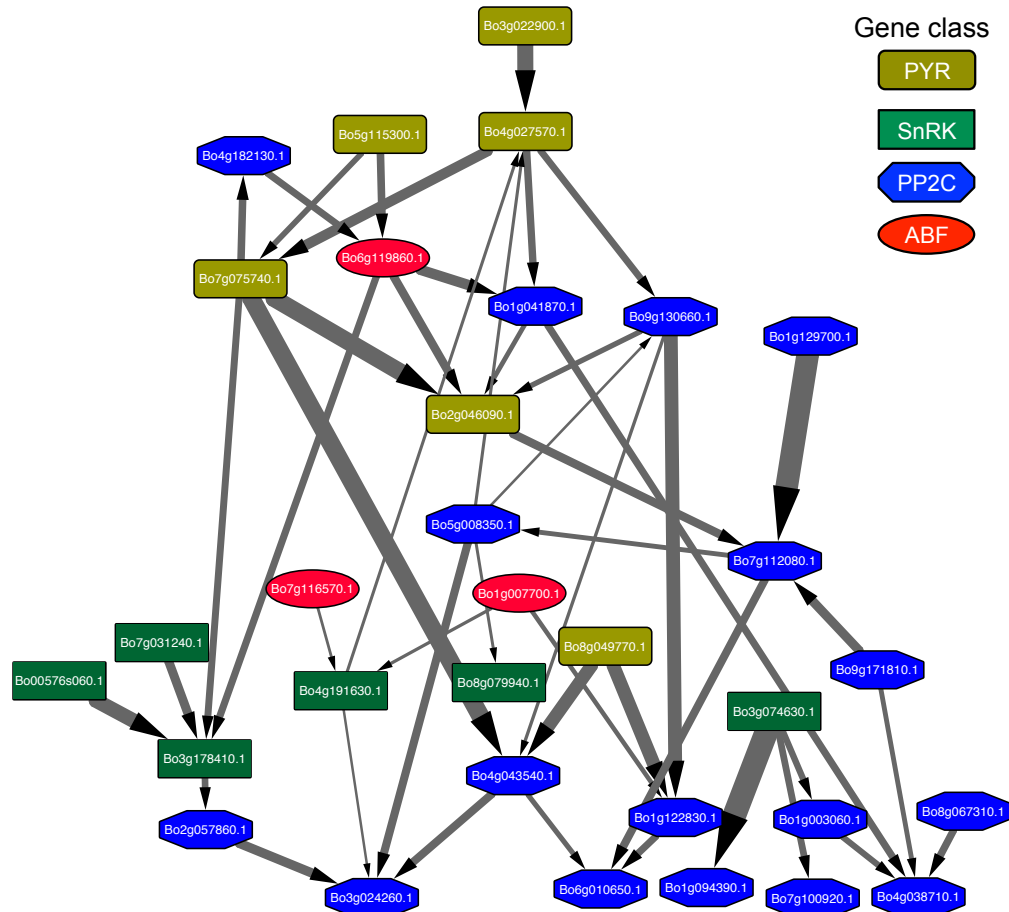 Bo3g022900.1
Gene class
PYR
SnRK
PP2C
ABF
Bo5g115300.1
Bo4g027570.1
Bo4g182130.1
Bo6g119860.1
Bo7g075740.1
Bo1g041870.1
Bo9g130660.1
Bo1g129700.1
Bo2g046090.1
Bo5g008350.1
Bo7g112080.1
Bo7g116570.1
Bo1g007700.1
Bo7g031240.1
Bo8g049770.1
Bo00576s060.1
Bo4g191630.1
Bo8g079940.1
Bo9g171810.1
Bo3g074630.1
Bo3g178410.1
Bo4g043540.1
Bo2g057860.1
Bo1g122830.1
Bo1g003060.1
Bo8g067310.1
Bo3g024260.1
Bo6g010650.1
Bo1g094390.1
Bo7g100920.1
Bo4g038710.1